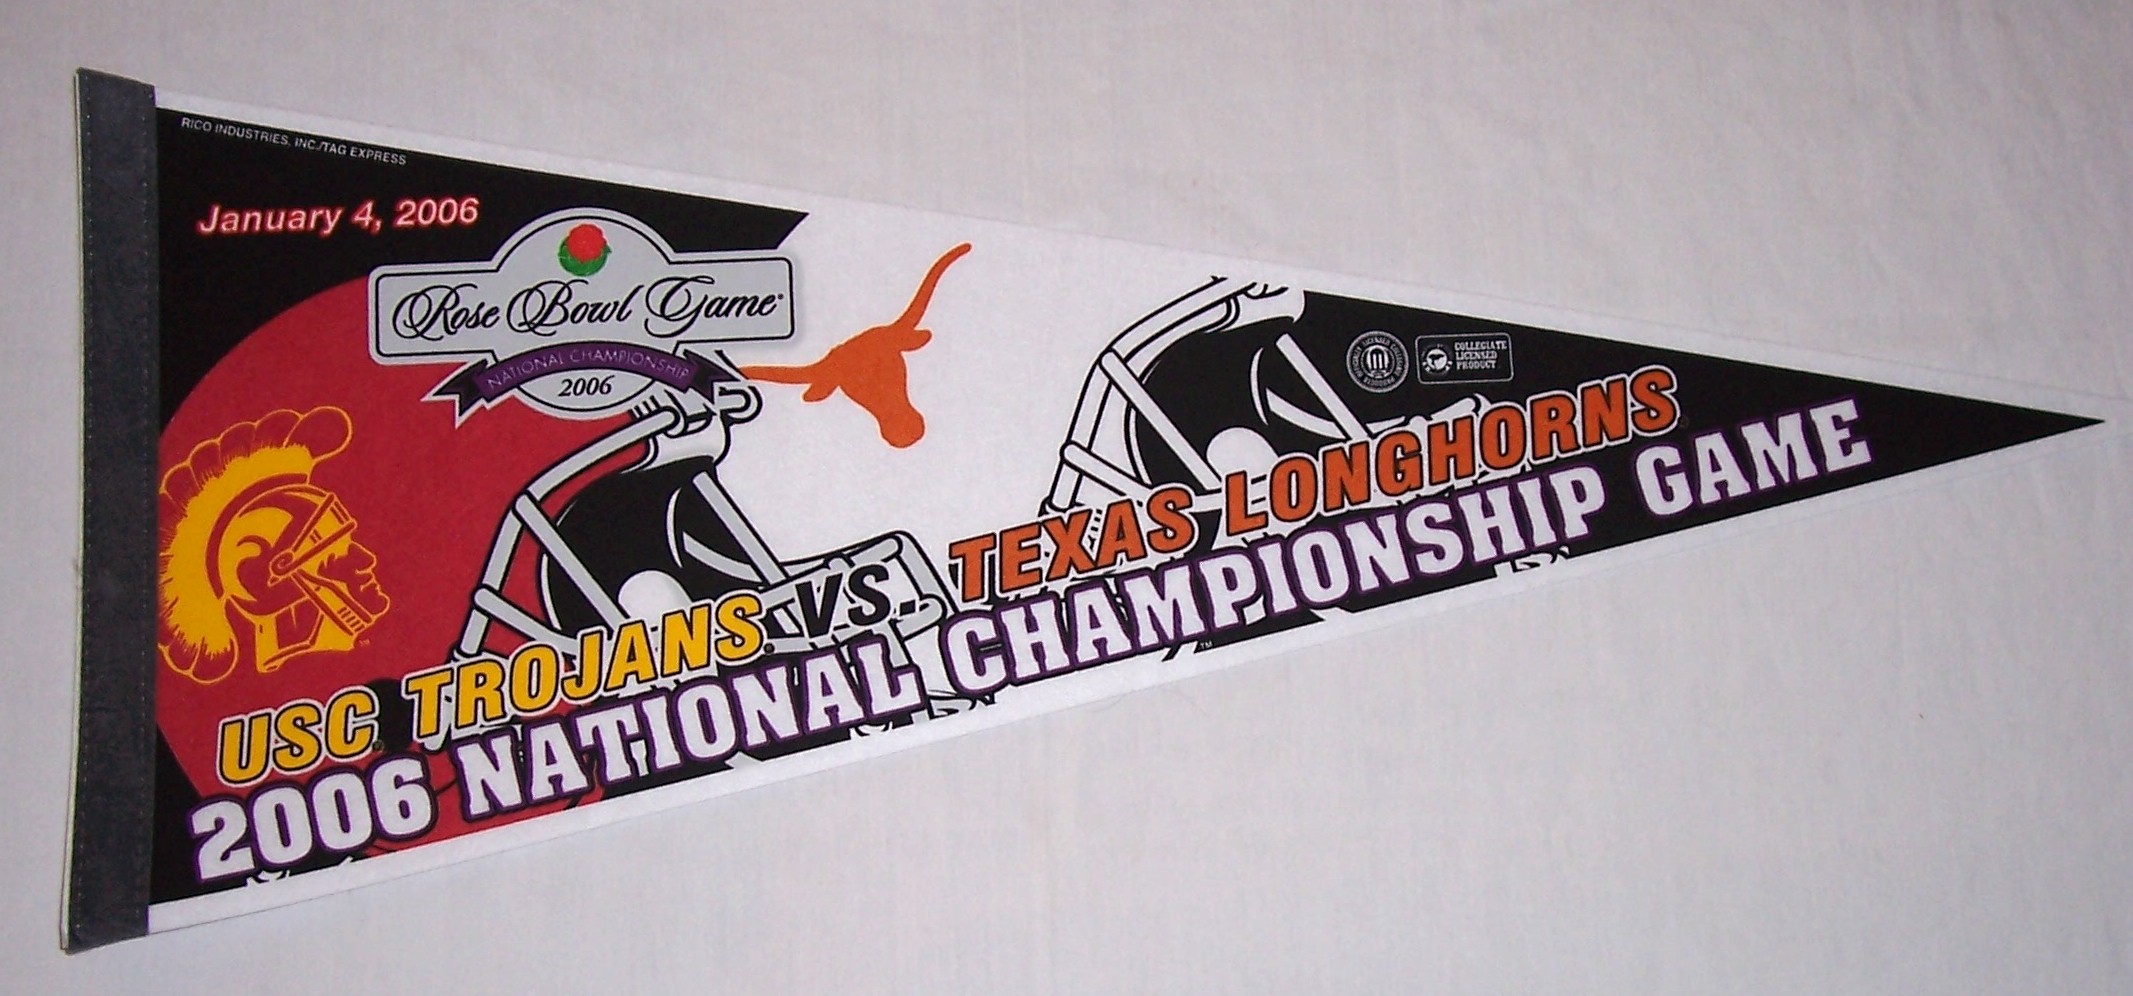 RICO INDUSTRIES, INC./TAG EXPRESS
January 4, 2006
Rose Bowl Game®
NATIONAL CHAMPIONSHIP
2006
COLLEGIATE
LICENSED
PRODUCT
USC® TROJANS® VS. TEXAS LONGHORNS®
2006 NATIONAL CHAMPIONSHIP GAME
TM